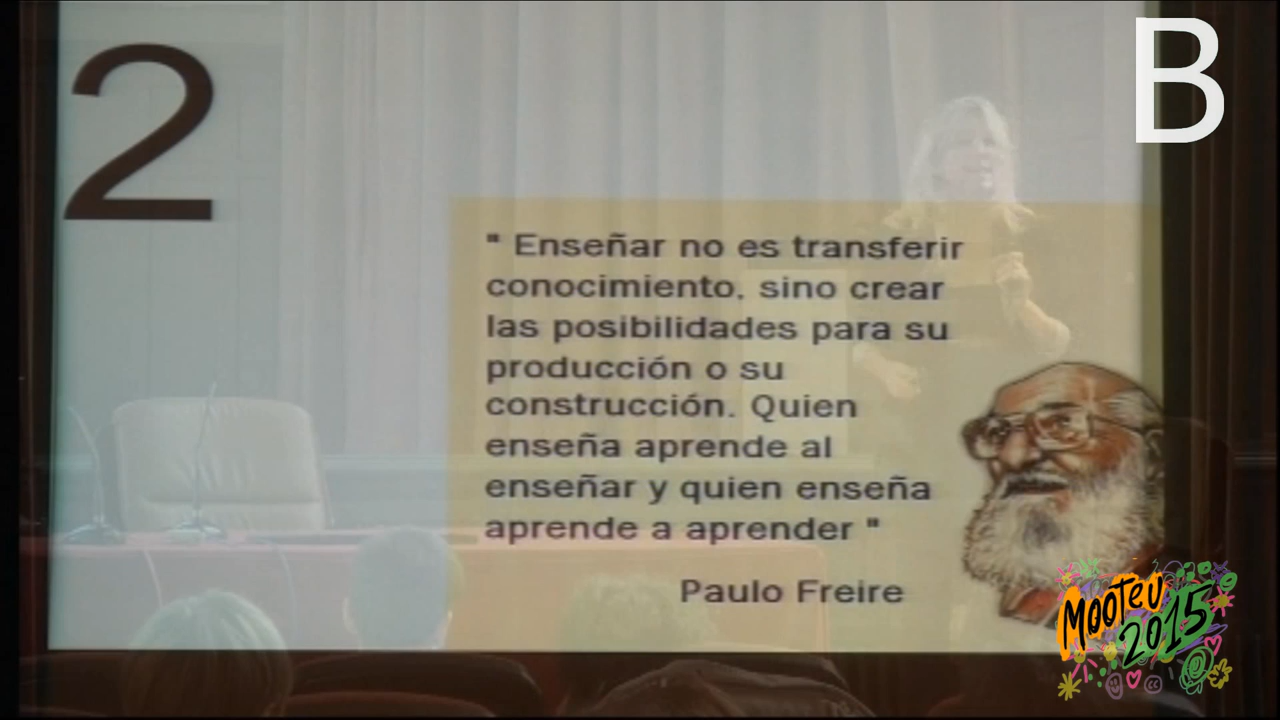 2
B
" Enseñar no es transferir
conocimiento, sino crear
las posibilidades para su
producción o su
construcción. Quien
enseña aprende al
enseñar y quien enseña
aprende a aprender "
Paulo Freire
MOOTEU
2015
@